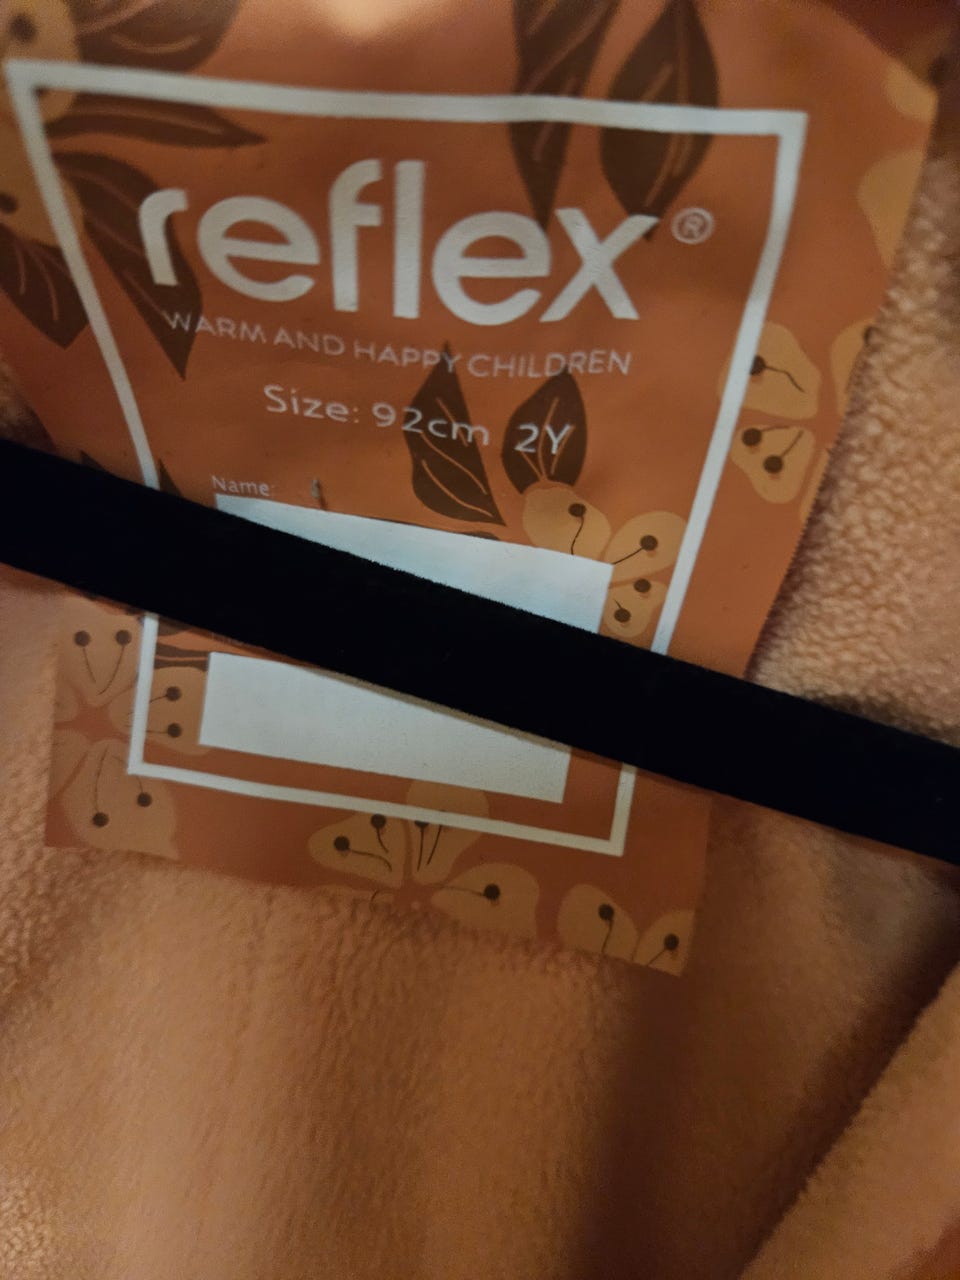 reflex®
WARM AND HAPPY CHILDREN
Size: 92cm 2Y
Name: